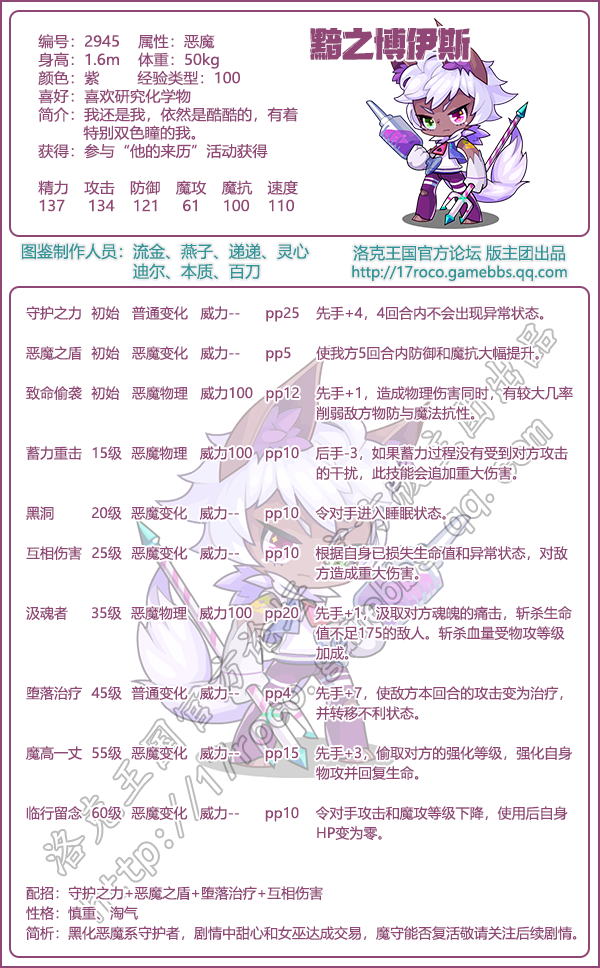 黯之博伊斯
编号：2945 属性：恶魔
身高：1.6m 体重：50kg
颜色：紫 经验类型：100
喜好：喜欢研究化学物
简介：我还是我，依然是酷酷的，有着
特别双色瞳的我。
获得：参与“他的来历”活动获得
精力 攻击 防御 魔攻 魔抗 速度
137 134 121 61 100 110
图鉴制作人员：流金、燕子、递递、灵心
迪尔、本质、百刀
洛克王国官方论坛 版主团出品
http://17roco.gamebbs.qq.com
守护之力 初始 普通变化 威力-- pp25 先手+4，4回合内不会出现异常状态。
恶魔之盾 初始 恶魔变化 威力-- pp5 使我方5回合内防御和魔抗大幅提升。
致命偷袭 初始 恶魔物理 威力100 pp12 先手+1，造成物理伤害同时，有较大几率
削弱敌方物防与魔法抗性。
蓄力重击 15级 恶魔物理 威力100 pp10 后手-3，如果蓄力过程没有受到对方攻击
的干扰，此技能会追加重大伤害。
黑洞 20级 恶魔变化 威力-- pp10 令对手进入睡眠状态。
互相伤害 25级 恶魔变化 威力-- pp10 根据自身已损失生命值和异常状态，对敌
方造成重大伤害。
汲魂者 35级 恶魔物理 威力100 pp20 先手+1，汲取对方魂魄的痛击，斩杀生命
值不足175的敌人。斩杀血量受物攻等级
加成。
堕落治疗 45级 普通变化 威力-- pp4 先手+7，使敌方本回合的攻击变为治疗，
并转移不利状态。
魔高一丈 55级 恶魔变化 威力-- pp15 先手+3，偷取对方的强化等级，强化自身
物攻并回复生命。
临行留念 60级 恶魔变化 威力-- pp10 令对手攻击和魔攻等级下降，使用后自身
HP变为零。
配招：守护之力+恶魔之盾+堕落治疗+互相伤害
性格：慎重、淘气
简析：黑化恶魔系守护者，剧情中甜心和女巫达成交易，魔守能否复活敬请关注后续剧情。
洛克王国官方论坛 版主团出品
http://17roco.gamebbs.qq.com